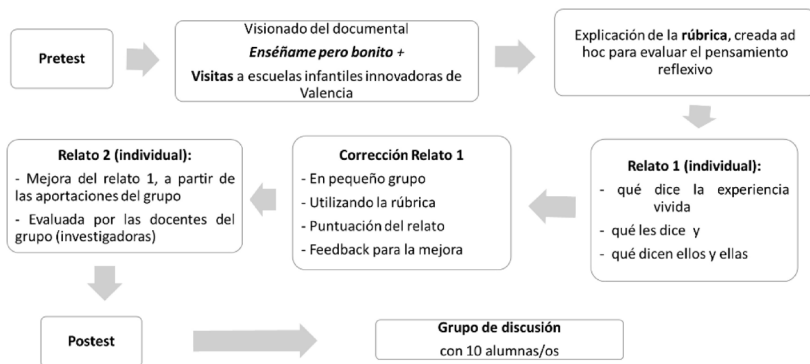 Pretest
Visionado del documental
Enséñame pero bonito +
Visitas a escuelas infantiles innovadoras de
Valencia
Explicación de la rúbrica, creada ad
hoc para evaluar el pensamiento
reflexivo
Relato 1 (individual):
- qué dice la experiencia
vivida
- qué les dice y
- qué dicen ellos y ellas
Corrección Relato 1
- En pequeño grupo
- Utilizando la rúbrica
- Puntuación del relato
- Feedback para la mejora
Relato 2 (individual):
- Mejora del relato 1, a partir de
las aportaciones del grupo
- Evaluada por las docentes del
grupo (investigadoras)
Postest
Grupo de discusión
con 10 alumnas/os